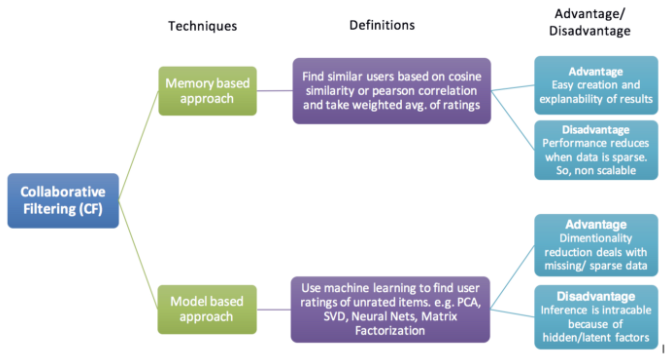 Techniques
Definitions
Advantage/
Disadvantage
Memory based
approach
Find similar users based on cosine
similarity or pearson correlation
and take weighted avg. of ratings
Advantage
Easy creation and
explanability of results
Disadvantage
Performance reduces
when data is sparse.
So, non scalable
Collaborative
Filtering (CF)
Model based
approach
Use machine learning to find user
ratings of unrated items. e.g. PCA,
SVD, Neural Nets, Matrix
Factorization
Advantage
Dimentionality
reduction deals with
missing/ sparse data
Disadvantage
Inference is intracable
because of
hidden/latent factors